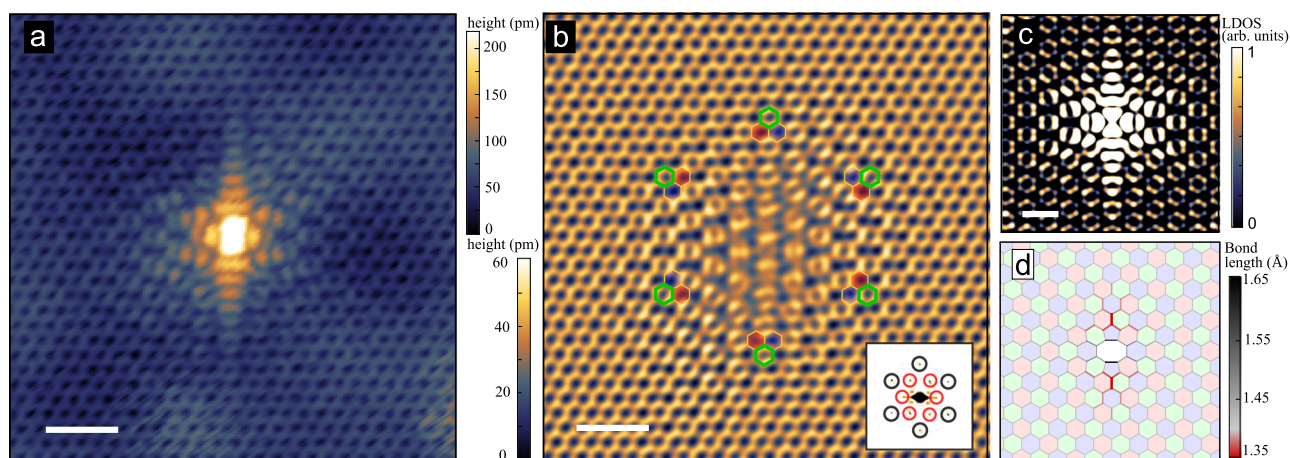 a
height (pm)
200
150
100
50
0
height (pm)
60
40
20
0
b
c
LDOS
(arb. units)
1
0
d
Bond
length (Å)
1.65
1.55
1.45
1.35